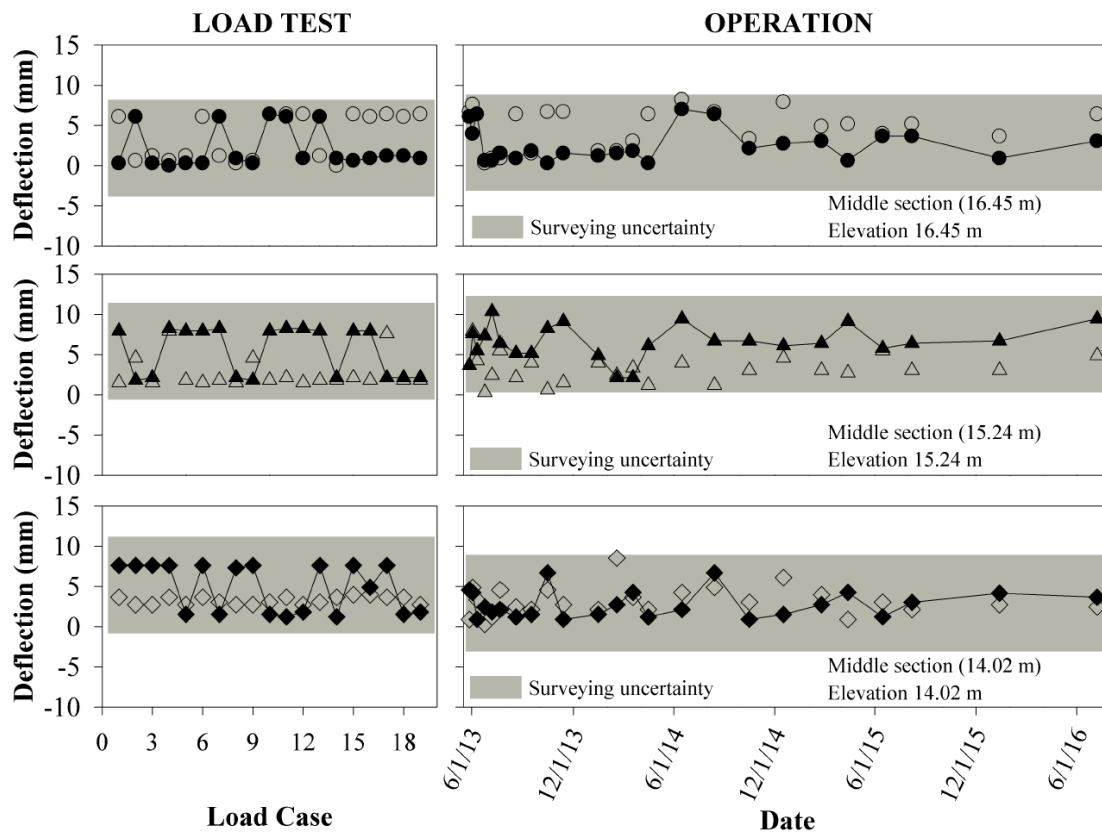 LOAD TEST
OPERATION
Deflection (mm)
15
10
5
0
-5
-10
Surveying uncertainty
Middle section (16.45 m)
Elevation 16.45 m
Deflection (mm)
15
10
5
0
-5
-10
Surveying uncertainty
Middle section (15.24 m)
Elevation 15.24 m
Deflection (mm)
15
10
5
0
-5
-10
Surveying uncertainty
Middle section (14.02 m)
Elevation 14.02 m
0 3 6 9 12 15 18
6/1/13 12/1/13 6/1/14 12/1/14 6/1/15 12/1/15 6/1/16
Load Case
Date